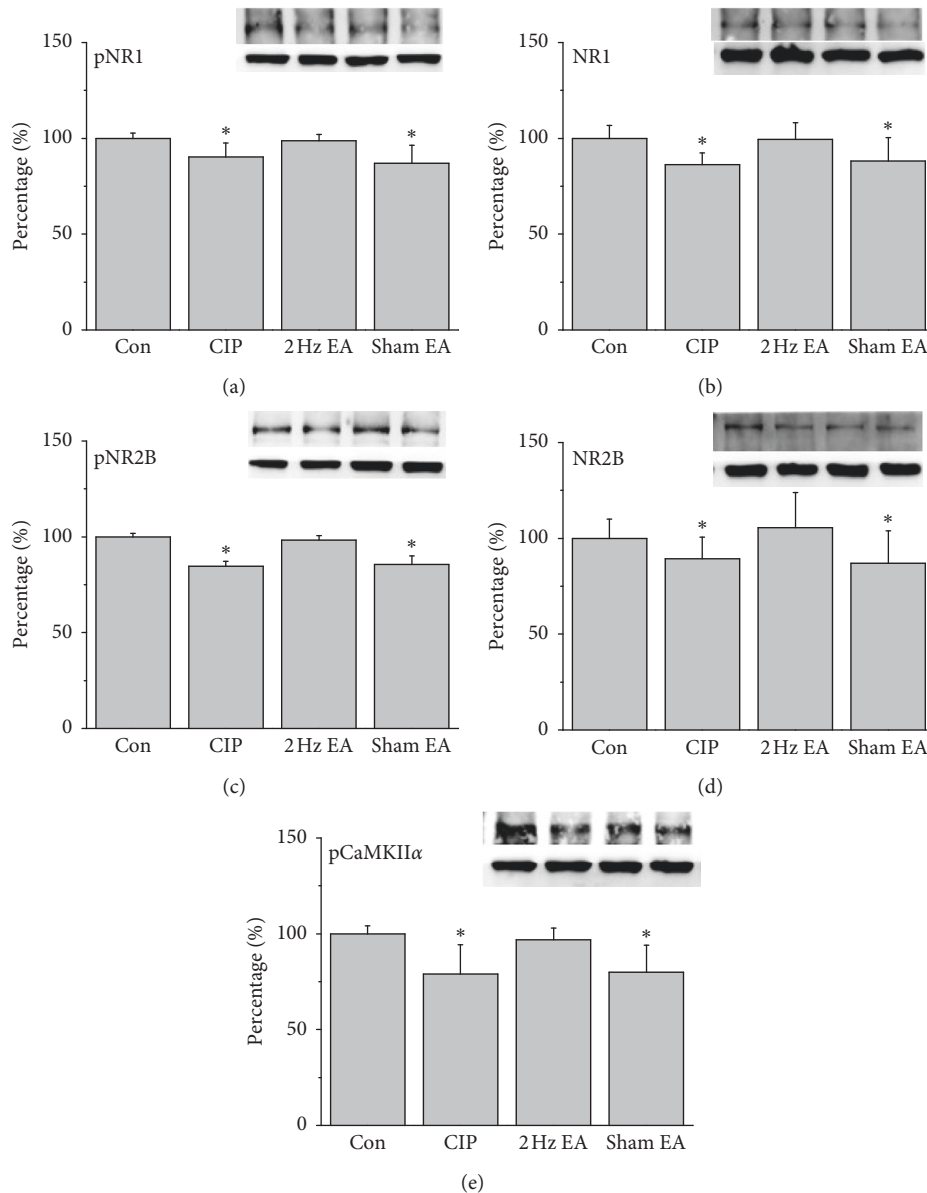 150
pNR1
100
50
0
Percentage (%)
*
*
Con CIP 2 Hz EA Sham EA
(a)
150
NR1
100
50
0
Percentage (%)
*
*
Con CIP 2 Hz EA Sham EA
(b)
150
pNR2B
100
50
0
Percentage (%)
*
*
Con CIP 2 Hz EA Sham EA
(c)
150
NR2B
100
50
0
Percentage (%)
*
*
Con CIP 2 Hz EA Sham EA
(d)
150
pCaMKIIα
100
50
0
Percentage (%)
*
*
Con CIP 2 Hz EA Sham EA
(e)